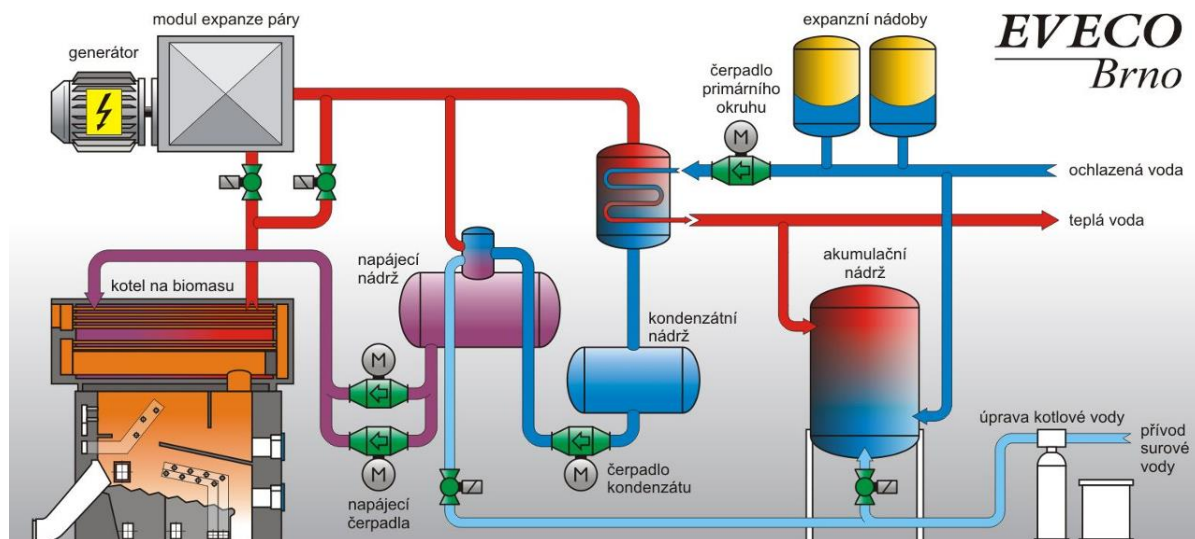 modul expanze páry
generátor
expanzní nádoby
EVECO
Brno
čerpadlo
primárního
okruhu
M
ochlazená voda
teplá voda
napájecí
nádrž
akumulační
nádrž
kotel na biomasu
kondenzátní
nádrž
M
úprava kotlové vody
přívod
surové
vody
M
M
napájecí
čerpadla
čerpadlo
kondenzátu